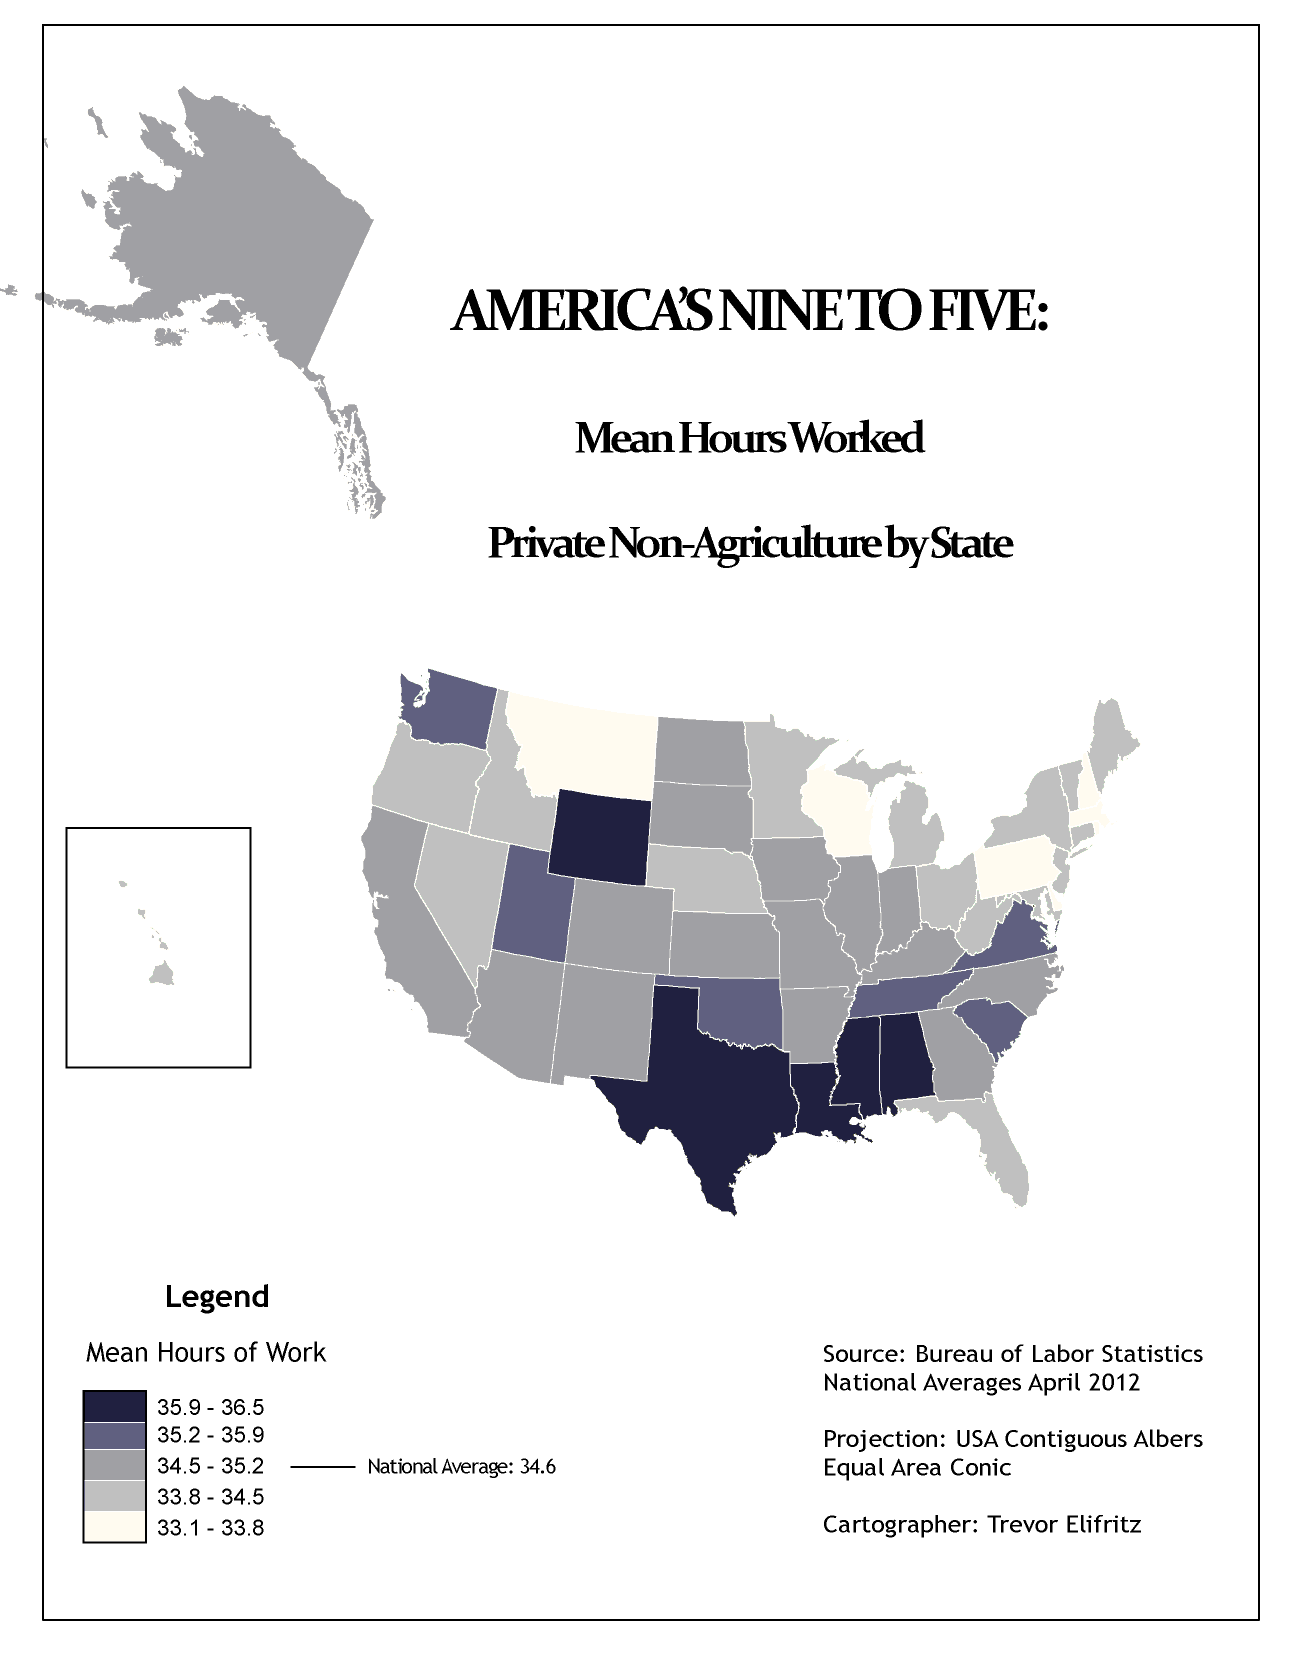 AMERICA'S NINE TO FIVE:
Mean Hours Worked
Private Non-Agriculture by State
Legend
Mean Hours of Work
35.9 - 36.5
35.2 - 35.9
34.5 - 35.2
National Average: 34.6
33.8 - 34.5
33.1 - 33.8
Source: Bureau of Labor Statistics
National Averages April 2012
Projection: USA Contiguous Albers
Equal Area Conic
Cartographer: Trevor Elifritz